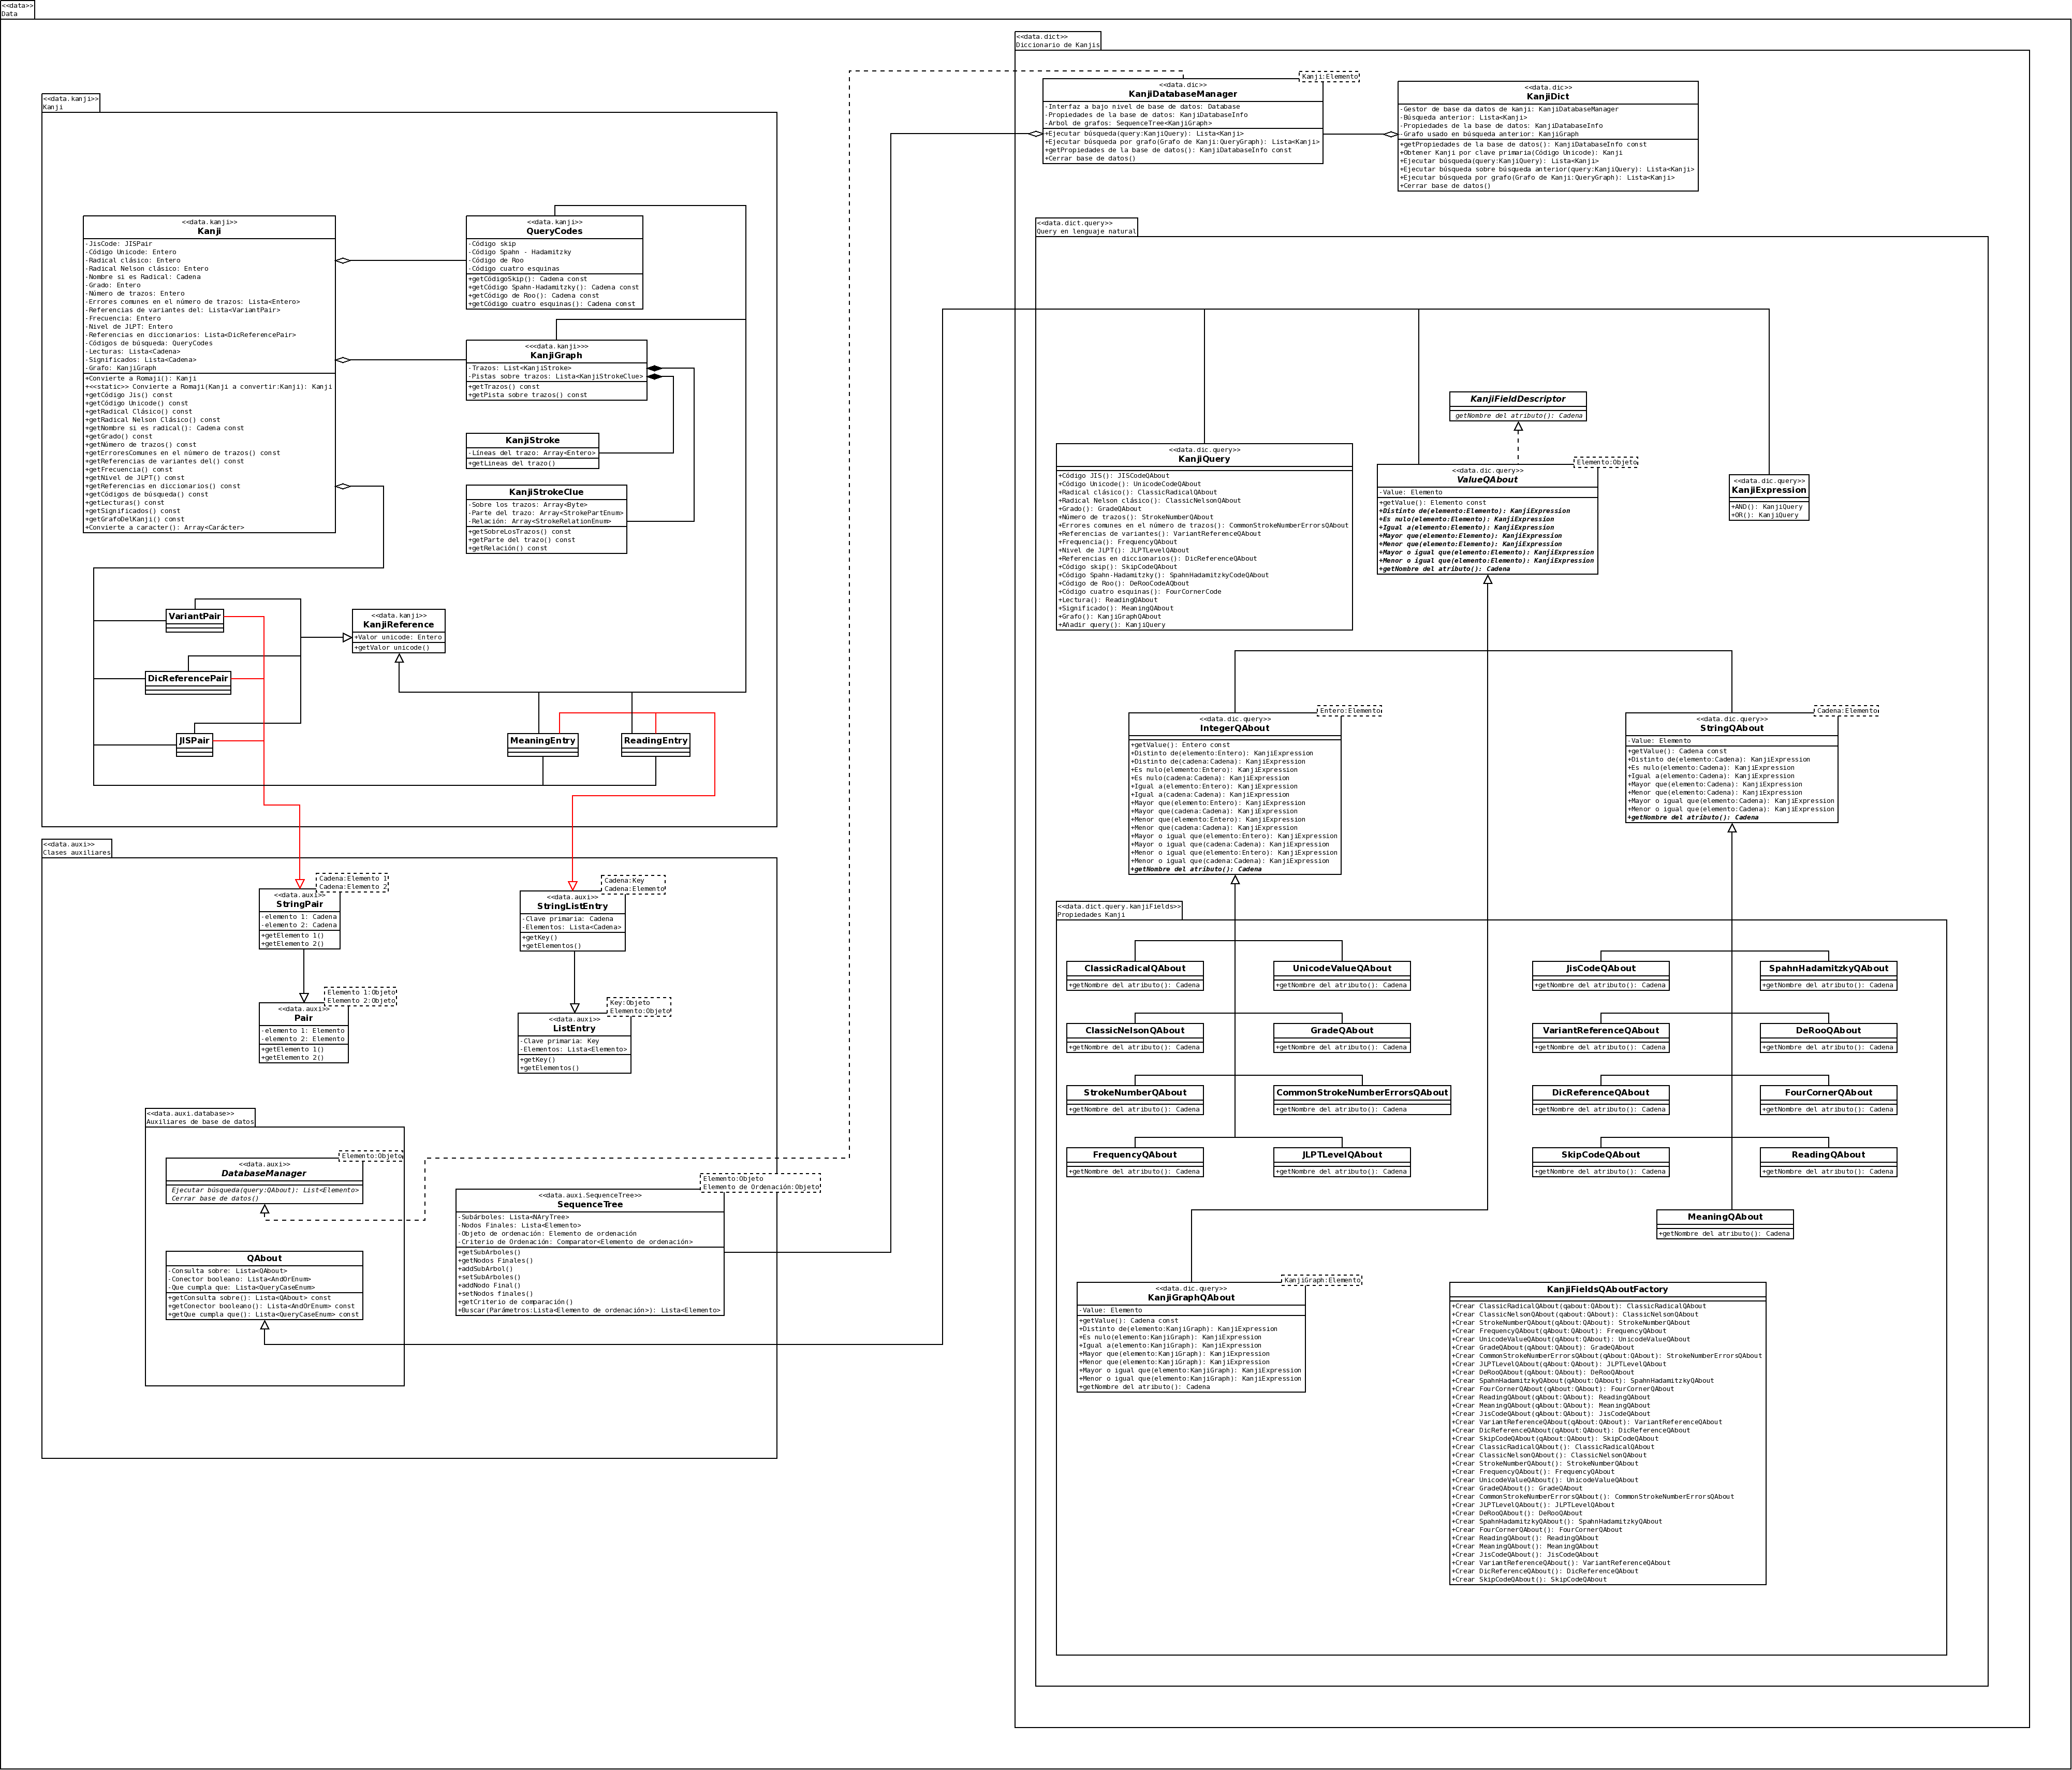 <<data>>
Data
<<data.kanji>>
Kanji
<<data.kanji>>
Kanji
-JisCode: JISPair
-Código Unicode: Entero
-Radical clásico: Entero
-Radical Nelson clásico: Entero
-Nombre si es Radical: Cadena
-Grado: Entero
-Número de trazos: Entero
-Errores comunes en el número de trazos: Lista<Entero>
-Referencias de variantes del: Lista<VariantPair>
-Frecuencia: Entero
-Nivel de JLPT: Entero
-Referencias en diccionarios: Lista<DicReferencePair>
-Códigos de búsqueda: QueryCodes
-Lecturas: Lista<Cadena>
-Significados: Lista<Cadena>
-Grafo: KanjiGraph
+Convierte a Romaji(): Kanji
+<<static>> Convierte a Romaji(Kanji a convertir:Kanji): Kanji
+getCódigo Jis() const
+getCódigo Unicode() const
+getRadical Clásico() const
+getRadical Nelson Clásico() const
+getNombre si es radical(): Cadena const
+getGrado() const
+getNúmero de trazos() const
+getErroresComunes en el número de trazos() const
+getReferencias de variantes del() const
+getFrecuencia() const
+getNivel de JLPT() const
+getReferencias en diccionarios() const
+getCódigos de búsqueda() const
+getLecturas() const
+getSignificados() const
+getGrafoDelKanji() const
+Convierte a caracter(): Array<Carácter>
<<data.kanji>>
QueryCodes
-Código skip
-Código Spahn - Hadamitzky
-Código de Roo
-Código cuatro esquinas
+getCódigoSkip(): Cadena const
+getCódigo Spahn-Hadamitzky(): Cadena const
+getCódigo de Roo(): Cadena const
+getCódigo cuatro esquinas(): Cadena const
<<<data.kanji>>>
KanjiGraph
-Trazos: List<KanjiStroke>
-Pistas sobre trazos: Lista<KanjiStrokeClue>
+getTrazos() const
+getPista sobre trazos() const
KanjiStroke
-Líneas del trazo: Array<Entero>
+getLíneas del trazo()
KanjiStrokeClue
-Sobre los trazos: Array<Byte>
-Parte del trazo: Array<StrokePartEnum>
-Relación: Array<StrokeRelationEnum>
+getSobreLosTrazos() const
+getParte del trazo() const
+getRelación() const
VariantPair
<<data.kanji>>
KanjiReference
+Valor unicode: Entero
+getValor unicode()
DicReferencePair
JISPair
MeaningEntry
ReadingEntry
<<data.auxi>>
Clases auxiliares
Cadena:Elemento 1
Cadena:Elemento 2
<<data.auxi>>
StringPair
-elemento 1: Cadena
-elemento 2: Cadena
+getElemento 1()
+getElemento 2()
Cadena:Key
Cadena:Elemento
<<data.auxi>>
StringListEntry
-Clave primaria: Cadena
-Elementos: Lista<Cadena>
+getKey()
+getElementos()
Elemento 1:Objeto
Elemento 2:Objeto
<<data.auxi>>
Pair
-elemento 1: Elemento
-elemento 2: Elemento
+getElemento 1()
+getElemento 2()
Key:Objeto
Elemento:Objeto
<<data.auxi>>
ListEntry
-Clave primaria: Key
-Elementos: Lista<Elemento>
+getKey()
+getElementos()
<<data.auxi.database>>
Auxiliares de base de datos
Elemento:Objeto
<<data.auxi>>
DatabaseManager
Ejecutar búsqueda(query:QAbout): List<Elemento>
Cerrar base de datos()
QAbout
-Consulta sobre: Lista<QAbout>
-Conector booleano: Lista<AndOrEnum>
-Que cumpla que: Lista<QueryCaseEnum>
+getConsulta sobre(): Lista<QAbout> const
+getConector booleano(): Lista<AndOrEnum> const
+getQue cumpla que(): Lista<QueryCaseEnum> const
Elemento:Objeto
Elemento de Ordenación:Objeto
<<data.auxi.SequenceTree>>
SequenceTree
-Subárboles: Lista<NAryTree>
-Nodos Finales: Lista<Elemento>
-Objeto de ordenación: Elemento de ordenación
-Criterio de Ordenación: Comparator<Elemento de ordenación>
+getSubArboles()
+getNodos Finales()
+addSubArbol()
+setSubArboles()
+addNodo Final()
+setNodos finales()
+getCriterio de comparación()
+Buscar(Parámetros:Lista<Elemento de ordenación>): Lista<Elemento>
<<data.dict>>
Diccionario de Kanjis
Kanji:Elemento
<<data.dic>>
KanjiDatabaseManager
-Interfaz a bajo nivel de base de datos: Database
-Propiedades de la base de datos: KanjiDatabaseInfo
-Arbol de grafos: SequenceTree<KanjiGraph>
+Ejecutar búsqueda(query:KanjiQuery): Lista<Kanji>
+Ejecutar búsqueda por grafo(Grafo de Kanji:QueryGraph): Lista<Kanji>
+getPropiedades de la base de datos(): KanjiDatabaseInfo const
+Cerrar base de datos()
<<data.dic>>
KanjiDict
-Gestor de base da datos de kanji: KanjiDatabaseManager
-Búsqueda anterior: Lista<Kanji>
-Propiedades de la base de datos: KanjiDatabaseInfo
-Grafo usado en búsqueda anterior: KanjiGraph
+getPropiedades de la base de datos(): KanjiDatabaseInfo const
+Obtener Kanji por clave primaria(Código Unicode): Kanji
+Ejecutar búsqueda(query:KanjiQuery): Lista<Kanji>
+Ejecutar búsqueda sobre búsqueda anterior(query:KanjiQuery): Lista<Kanji>
+Ejecutar búsqueda por grafo(Grafo de Kanji:QueryGraph): Lista<Kanji>
+Cerrar base de datos()
<<data.dict.query>>
Query en lenguaje natural
<<data.dic.query>>
KanjiQuery
+Código JIS(): JISCodeQAbout
+Código Unicode(): UnicodeCodeQAbout
+Radical clásico(): ClassicRadicalQAbout
+Radical Nelson clásico(): ClassicNelsonQAbout
+Grado(): GradeQAbout
+Número de trazos(): StrokeNumberQAbout
+Errores comunes en el número de trazos(): CommonStrokeNumberErrorsQAbout
+Referencias de variantes(): VariantReferenceQAbout
+Frequencia(): FrequencyQAbout
+Nivel de JLPT(): JLPTLevelQAbout
+Referencias en diccionarios(): DicReferenceQAbout
+Código skip(): SkipCodeQAbout
+Código Spahn-Hadamitzky(): SpahnHadamitzkyCodeQAbout
+Código de Roo(): DeRooCodeAQbout
+Código cuatro esquinas(): FourCornerCode
+Lectura(): ReadingQAbout
+Significado(): MeaningQAbout
+Grafo(): KanjiGraphQAbout
+Añadir query(): KanjiQuery
KanjiFieldDescriptor
getNombre del atributo(): Cadena
Elemento:Objeto
<<data.dic.query>>
ValueQAbout
-Value: Elemento
+getValue(): Elemento const
+Distinto de(elemento:Elemento): KanjiExpression
+Es nulo(elemento:Elemento): KanjiExpression
+Igual a(elemento:Elemento): KanjiExpression
+Mayor que(elemento:Elemento): KanjiExpression
+Menor que(elemento:Elemento): KanjiExpression
+Mayor o igual que(elemento:Elemento): KanjiExpression
+Menor o igual que(elemento:Elemento): KanjiExpression
+getNombre del atributo(): Cadena
<<data.dic.query>>
KanjiExpression
+AND(): KanjiQuery
+OR(): KanjiQuery
Entero:Elemento
<<data.dic.query>>
IntegerQAbout
+getValue(): Entero const
+Distinto de(elemento:Entero): KanjiExpression
+Distinto de(cadena:Cadena): KanjiExpression
+Es nulo(elemento:Entero): KanjiExpression
+Es nulo(cadena:Cadena): KanjiExpression
+Igual a(elemento:Entero): KanjiExpression
+Igual a(cadena:Cadena): KanjiExpression
+Mayor que(elemento:Entero): KanjiExpression
+Mayor que(cadena:Cadena): KanjiExpression
+Menor que(elemento:Entero): KanjiExpression
+Menor que(cadena:Cadena): KanjiExpression
+Mayor o igual que(elemento:Entero): KanjiExpression
+Mayor o igual que(cadena:Cadena): KanjiExpression
+Menor o igual que(elemento:Entero): KanjiExpression
+Menor o igual que(cadena:Cadena): KanjiExpression
+getNombre del atributo(): Cadena
Cadena:Elemento
<<data.dic.query>>
StringQAbout
-Value: Elemento
+getValue(): Cadena const
+Distinto de(elemento:Cadena): KanjiExpression
+Es nulo(elemento:Cadena): KanjiExpression
+Igual a(elemento:Cadena): KanjiExpression
+Mayor que(elemento:Cadena): KanjiExpression
+Menor que(elemento:Cadena): KanjiExpression
+Mayor o igual que(elemento:Cadena): KanjiExpression
+Menor o igual que(elemento:Cadena): KanjiExpression
+getNombre del atributo(): Cadena
<<data.dict.query.kanjiFields>>
Propiedades Kanji
ClassicRadicalQAbout
+getNombre del atributo(): Cadena
UnicodeValueQAbout
+getNombre del atributo(): Cadena
JisCodeQAbout
+getNombre del atributo(): Cadena
SpahnHadamitzkyQAbout
+getNombre del atributo(): Cadena
ClassicNelsonQAbout
+getNombre del atributo(): Cadena
GradeQAbout
+getNombre del atributo(): Cadena
VariantReferenceQAbout
+getNombre del atributo(): Cadena
DeRooQAbout
+getNombre del atributo(): Cadena
StrokeNumberQAbout
+getNombre del atributo(): Cadena
CommonStrokeNumberErrorsQAbout
+getNombre del atributo(): Cadena
DicReferenceQAbout
+getNombre del atributo(): Cadena
FourCornerQAbout
+getNombre del atributo(): Cadena
FrequencyQAbout
+getNombre del atributo(): Cadena
JLPTLevelQAbout
+getNombre del atributo(): Cadena
SkipCodeQAbout
+getNombre del atributo(): Cadena
ReadingQAbout
+getNombre del atributo(): Cadena
MeaningQAbout
+getNombre del atributo(): Cadena
KanjiGraph:Elemento
<<data.dic.query>>
KanjiGraphQAbout
-Value: Elemento
+getValue(): Cadena const
+Distinto de(elemento:KanjiGraph): KanjiExpression
+Es nulo(elemento:KanjiGraph): KanjiExpression
+Igual a(elemento:KanjiGraph): KanjiExpression
+Mayor que(elemento:KanjiGraph): KanjiExpression
+Menor que(elemento:KanjiGraph): KanjiExpression
+Mayor o igual que(elemento:KanjiGraph): KanjiExpression
+Menor o igual que(elemento:KanjiGraph): KanjiExpression
+getNombre del atributo(): Cadena
KanjiFieldsQAboutFactory
+Crear ClassicRadicalQAbout(qabout:QAbout): ClassicRadicalQAbout
+Crear ClassicNelsonQAbout(qabout:QAbout): ClassicNelsonQAbout
+Crear StrokeNumberQAbout(qAbout:QAbout): StrokeNumberQAbout
+Crear FrequencyQAbout(qAbout:QAbout): FrequencyQAbout
+Crear UnicodeValueQAbout(qAbout:QAbout): UnicodeValueQAbout
+Crear GradeQAbout(qAbout:QAbout): GradeQAbout
+Crear CommonStrokeNumberErrorsQAbout(qAbout:QAbout): StrokeNumberErrorsQAbout
+Crear JLPTLevelQAbout(qAbout:QAbout): JLPTLevelQAbout
+Crear DeRooQAbout(qAbout:QAbout): DeRooQAbout
+Crear SpahnHadamitzkyQAbout(qAbout:QAbout): SpahnHadamitzkyQAbout
+Crear FourCornerQAbout(qAbout:QAbout): FourCornerQAbout
+Crear ReadingQAbout(qAbout:QAbout): ReadingQAbout
+Crear MeaningQAbout(qAbout:QAbout): MeaningQAbout
+Crear JisCodeQAbout(qAbout:QAbout): JisCodeQAbout
+Crear VariantReferenceQAbout(qAbout:QAbout): VariantReferenceQAbout
+Crear DicReferenceQAbout(qAbout:QAbout): DicReferenceQAbout
+Crear SkipCodeQAbout(qAbout:QAbout): SkipCodeQAbout
+Crear ClassicRadicalQAbout(): ClassicRadicalQAbout
+Crear ClassicNelsonQAbout(): ClassicNelsonQAbout
+Crear StrokeNumberQAbout(): StrokeNumberQAbout
+Crear FrequencyQAbout(): FrequencyQAbout
+Crear UnicodeValueQAbout(): UnicodeValueQAbout
+Crear GradeQAbout(): GradeQAbout
+Crear CommonStrokeNumberErrorsQAbout(): CommonStrokeNumberErrorsQAbout
+Crear JLPTLevelQAbout(): JLPTLevelQAbout
+Crear DeRooQAbout(): DeRooQAbout
+Crear SpahnHadamitzkyQAbout(): SpahnHadamitzkyQAbout
+Crear FourCornerQAbout(): FourCornerQAbout
+Crear ReadingQAbout(): ReadingQAbout
+Crear MeaningQAbout(): MeaningQAbout
+Crear JisCodeQAbout(): JisCodeQAbout
+Crear VariantReferenceQAbout(): VariantReferenceQAbout
+Crear DicReferenceQAbout(): DicReferenceQAbout
+Crear SkipCodeQAbout(): SkipCodeQAbout